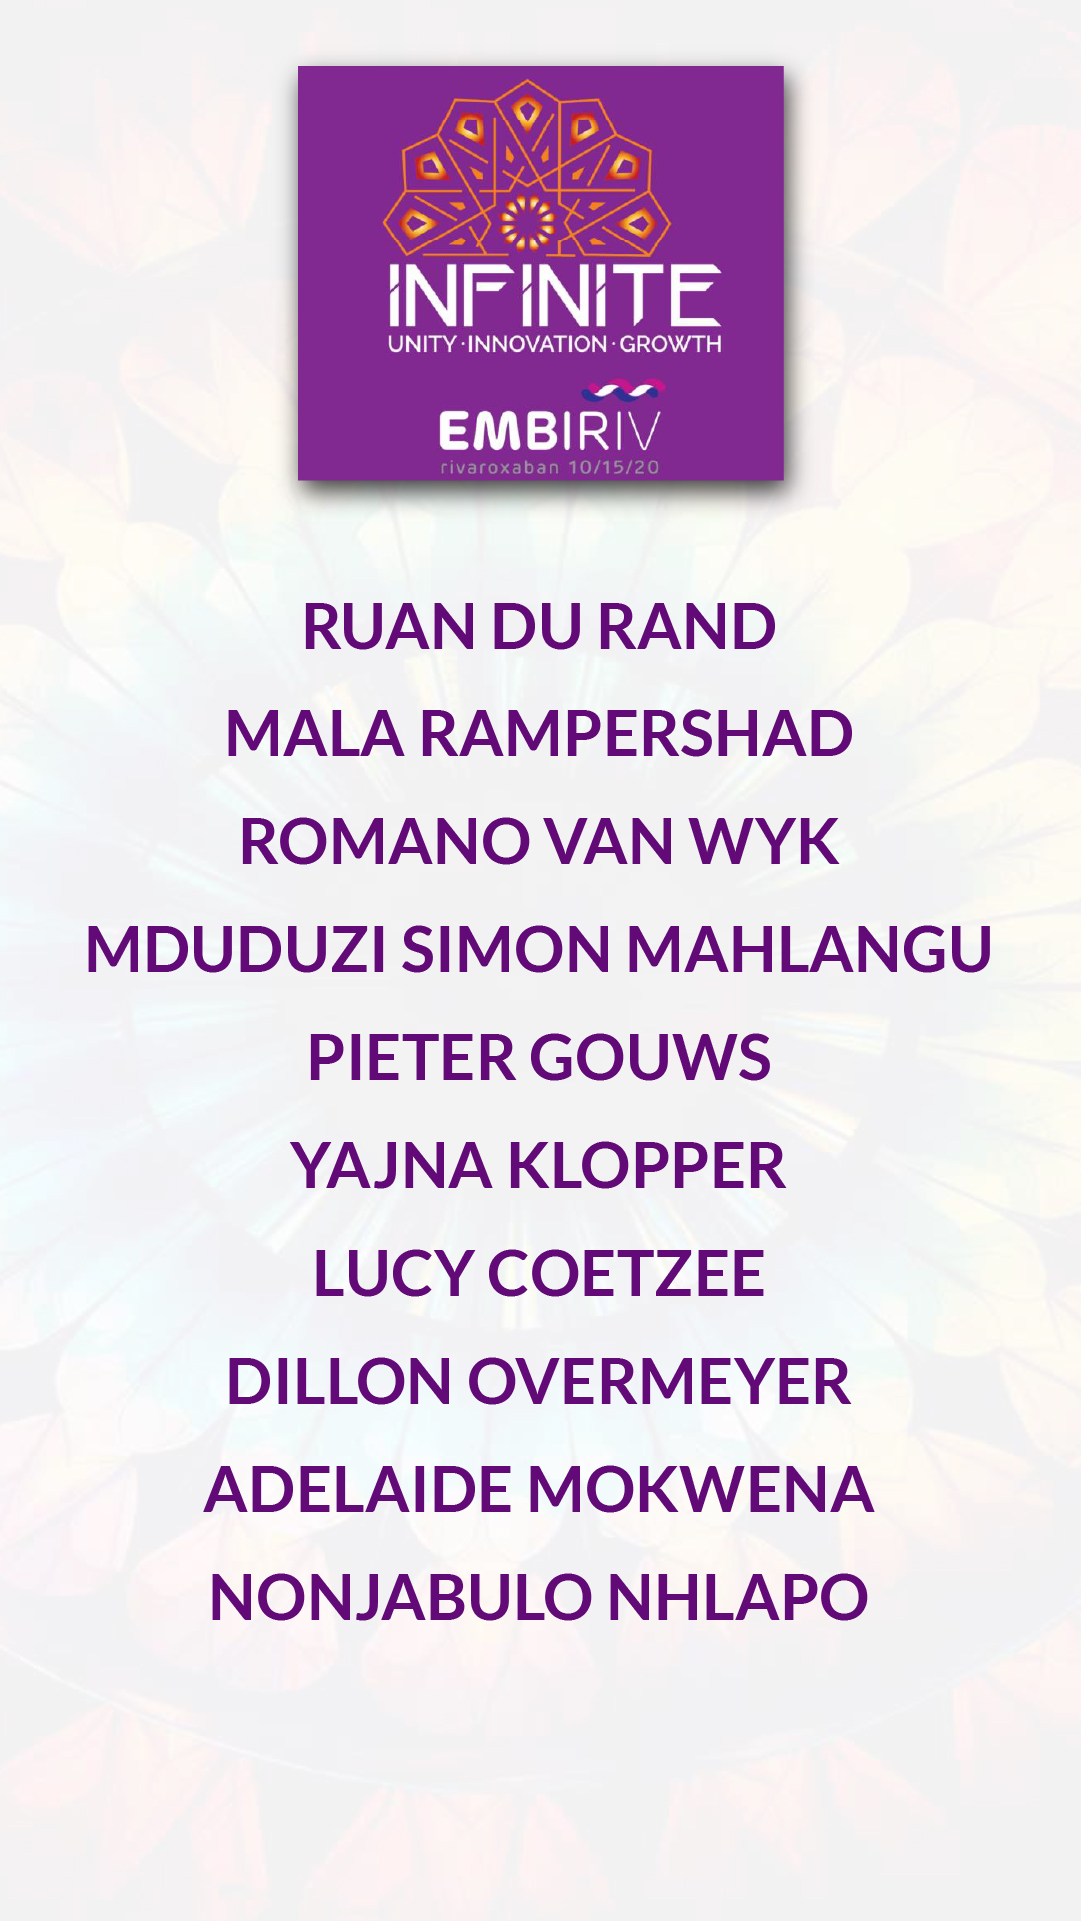 INFINITE
UNITY · INNOVATION · GROWTH
EMBIRIV
rivaroxaban 10/15/20
RUAN DU RAND
MALA RAMPERSHAD
ROMANO VAN WYK
MDUDUZI SIMON MAHLANGU
PIETER GOUWS
YAJNA KLOPPER
LUCY COETZEE
DILLON OVERMEYER
ADELAIDE MOKWENA
NONJABULO NHLAPO